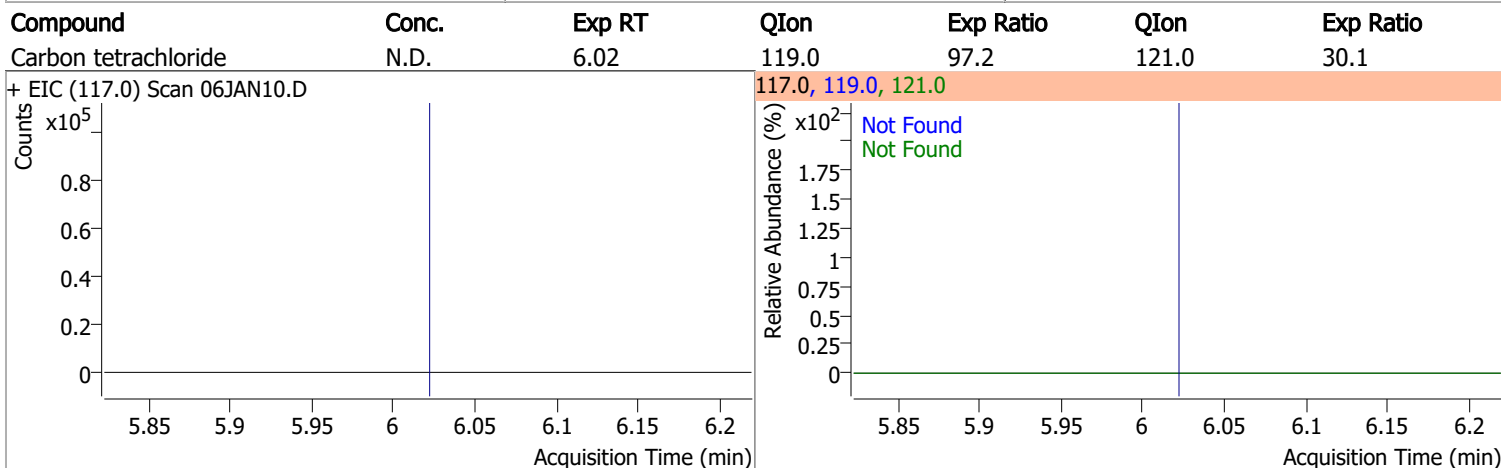 Compound Conc. Exp RT QIon Exp Ratio QIon Exp Ratio
Carbon tetrachloride N.D. 6.02 119.0 97.2 121.0 30.1
+ EIC (117.0) Scan 06JAN10.D
Counts
x10⁵
0.8
0.6
0.4
0.2
0
5.85 5.9 5.95 6 6.05 6.1 6.15 6.2
Acquisition Time (min)
117.0, 119.0, 121.0
Relative Abundance (%)
x10²
Not Found
Not Found
1.75
1.5
1.25
1
0.75
0.5
0.25
0
5.85 5.9 5.95 6 6.05 6.1 6.15 6.2
Acquisition Time (min)